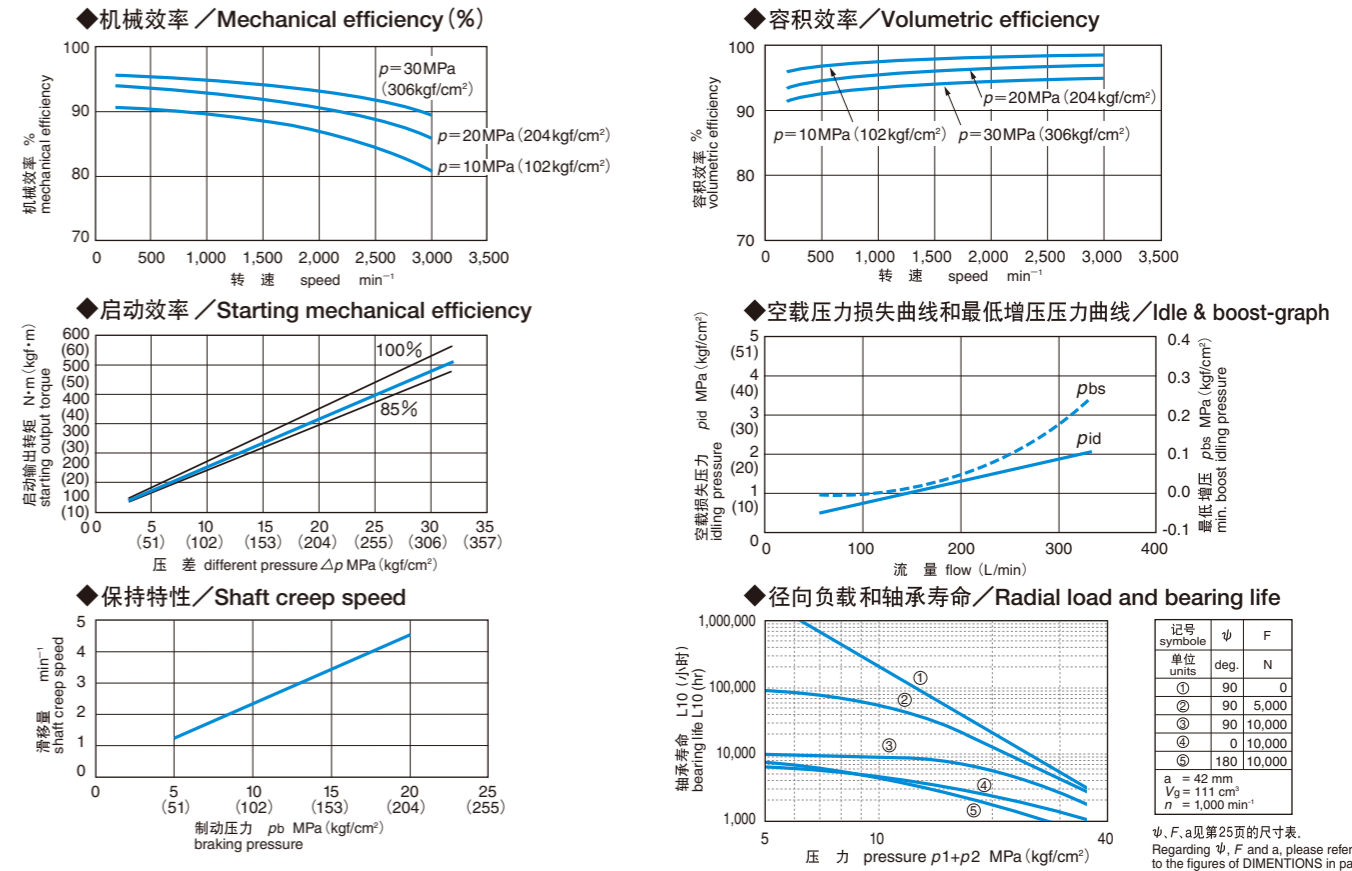 ◆机械效率／Mechanical efficiency（%）
100
90
80
70
机械效率 %
mechanical efficiency
p＝30MPa
（306kgf/cm²）
p＝20MPa（204kgf/cm²）
p＝10MPa（102kgf/cm²）
0 500 1,000 1,500 2,000 2,500 3,000 3,500
转 速 speed min⁻¹
◆容积效率／Volumetric efficiency
100
90
80
70
容积效率 %
volumetric efficiency
p＝20MPa（204kgf/cm²）
p＝10MPa（102kgf/cm²） p＝30MPa（306kgf/cm²）
0 500 1,000 1,500 2,000 2,500 3,000 3,500
转 速 speed min⁻¹
◆启动效率／Starting mechanical efficiency
600
(60)
500
(50)
400
(40)
300
(30)
200
(20)
100
(10)
0
启动输出转矩 N·m（kgf·m）
starting output torque
100%
85%
0 5 10 15 20 25 30 35
（51）（102）（153）（204）（255）（306）（357）
压 差 different pressure △p MPa（kgf/cm²）
◆空载压力损失曲线和最低增压压力曲线／Idle & boost-graph
5
(51)
4
(40)
3
(30)
2
(20)
1
(10)
0
空载损失压力 pid MPa（kgf/cm²）
idling pressure
pbs
pid
0.4
0.3
0.2
0.1
0.0
-0.1
最低增压 pbs MPa（kgf/cm²）
min. boost idling pressure
0 100 200 300 400
流 量 flow（L/min）
◆保持特性／Shaft creep speed
5
4
3
2
1
0
滑移量 min⁻¹
shaft creep speed
0 5 10 15 20 25
（51）（102）（153）（204）（255）
制动压力 pb MPa（kgf/cm²）
braking pressure
◆径向负载和轴承寿命／Radial load and bearing life
1,000,000
100,000
10,000
1,000
轴承寿命 L10（小时）
bearing life L10（hr）
①
②
③
④
⑤
5 10 40
压 力 pressure p1+p2 MPa（kgf/cm²）
记号 ψ F
symbole
单位 deg. N
units
① 90 0
② 90 5,000
③ 90 10,000
④ 0 10,000
⑤ 180 10,000
a = 42 mm
Vg = 111 cm³
n = 1,000 min⁻¹
ψ、F、a见第25页的尺寸表.
Regarding ψ, F and a, please refer
to the figures of DIMENTIONS in pa